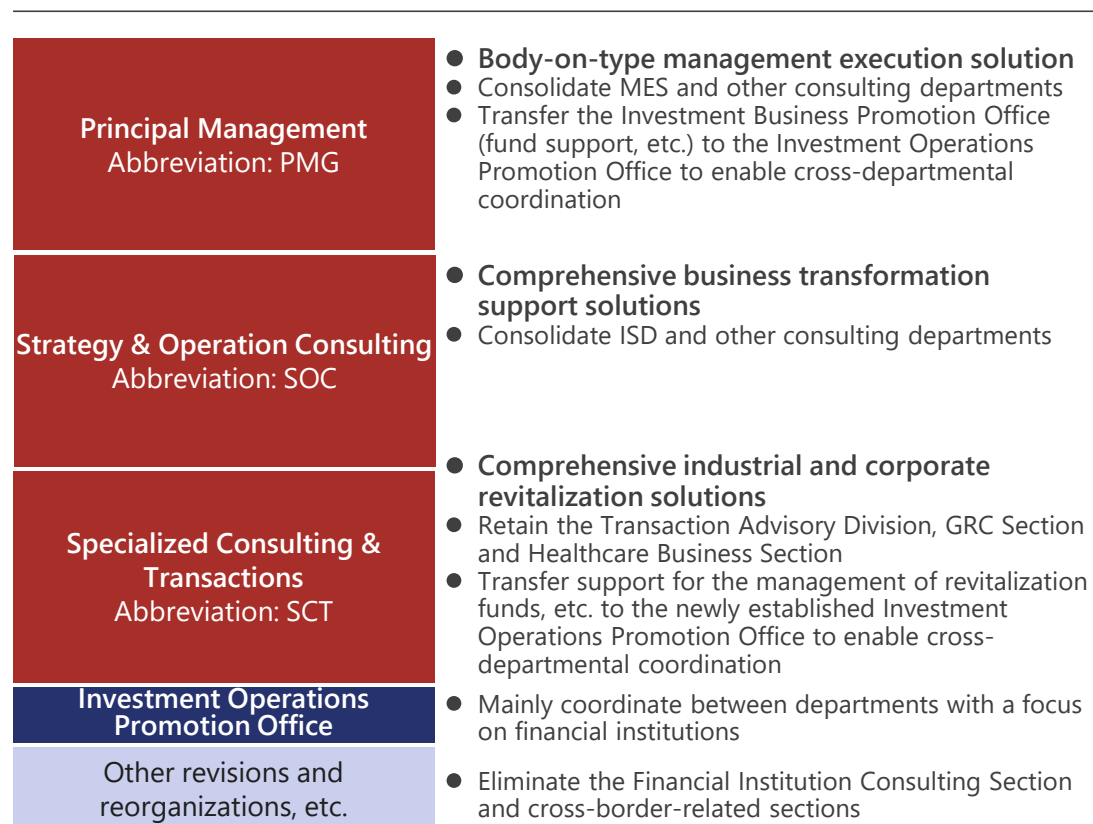 Principal Management
Abbreviation: PMG
● Body-on-type management execution solution
● Consolidate MES and other consulting departments
● Transfer the Investment Business Promotion Office
(fund support, etc.) to the Investment Operations
Promotion Office to enable cross-departmental
coordination
Strategy & Operation Consulting
Abbreviation: SOC
● Comprehensive business transformation
support solutions
● Consolidate ISD and other consulting departments
Specialized Consulting &
Transactions
Abbreviation: SCT
● Comprehensive industrial and corporate
revitalization solutions
● Retain the Transaction Advisory Division, GRC Section
and Healthcare Business Section
● Transfer support for the management of revitalization
funds, etc. to the newly established Investment
Operations Promotion Office to enable cross-
departmental coordination
Investment Operations
Promotion Office
● Mainly coordinate between departments with a focus
on financial institutions
Other revisions and
reorganizations, etc.
● Eliminate the Financial Institution Consulting Section
and cross-border-related sections